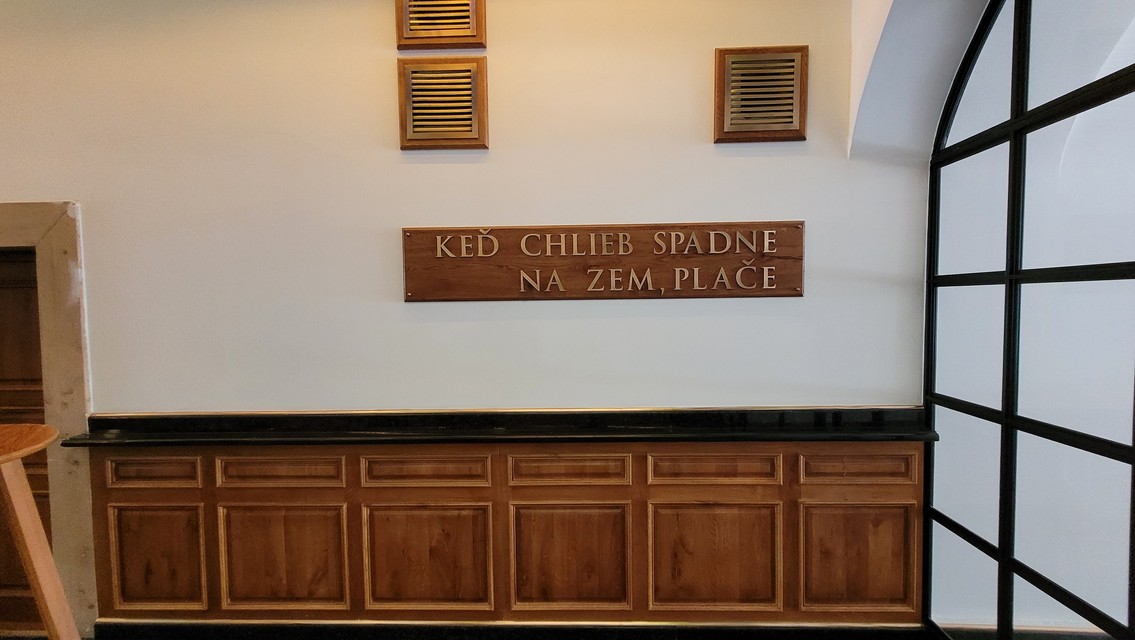 KEĎ CHLIEB SPADNE
NA ZEM, PLAČE